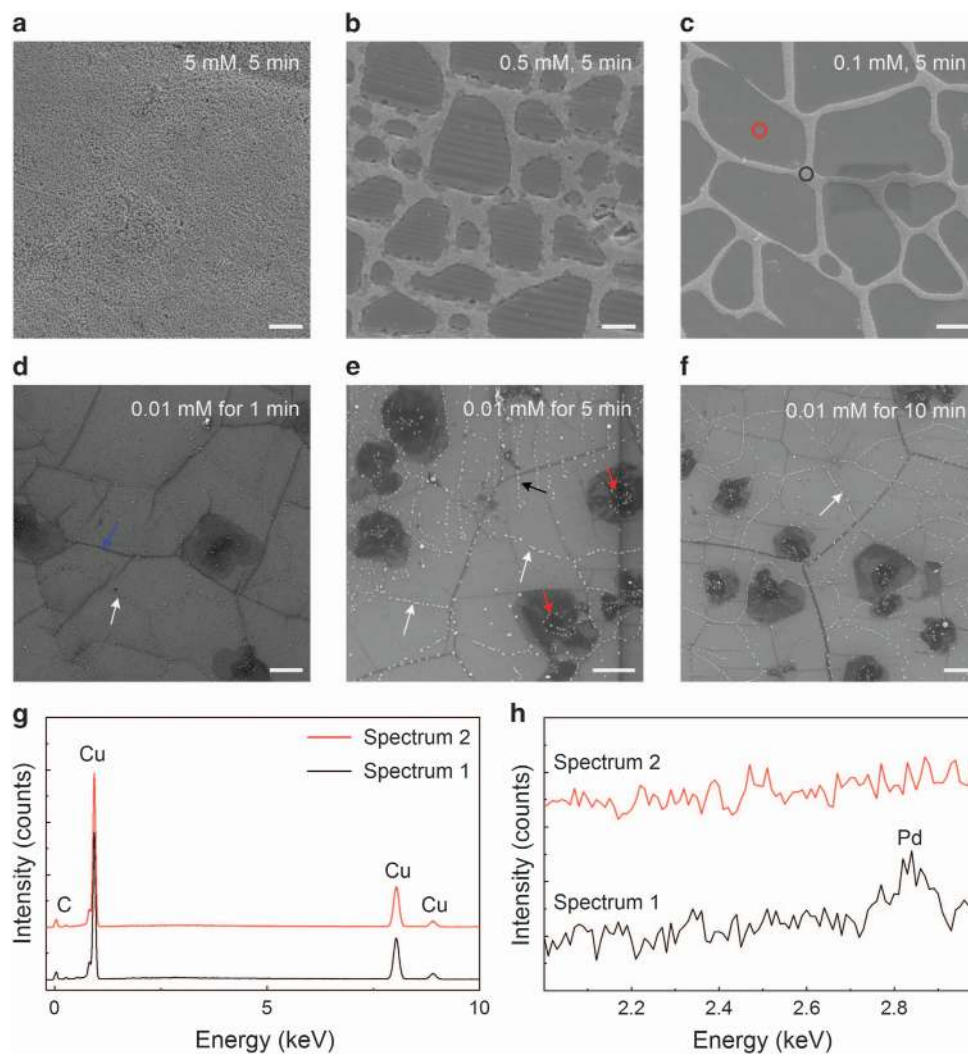 a
5 mM, 5 min
b
0.5 mM, 5 min
c
0.1 mM, 5 min
d
0.01 mM for 1 min
e
0.01 mM for 5 min
f
0.01 mM for 10 min
g
Intensity (counts)
Cu
Spectrum 2
Spectrum 1
C
Cu
Cu
0
5
10
Energy (keV)
h
Intensity (counts)
Spectrum 2
Spectrum 1
Pd
2.2
2.4
2.6
2.8
Energy (keV)